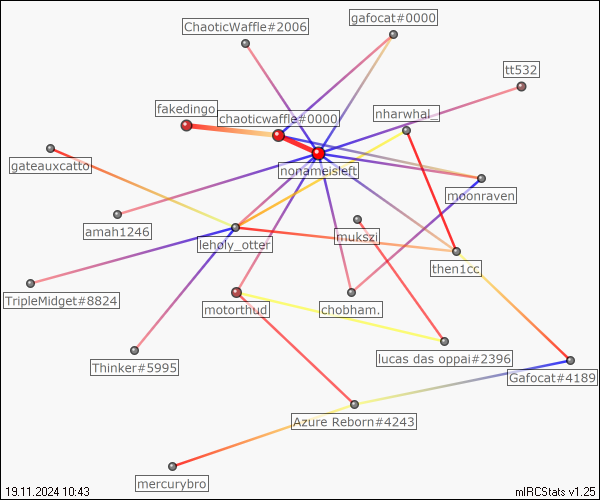 ChaoticWaffle#2006
gafocat#0000
tt532
fakedingo
chaoticwaffle#0000
nharwhal_
gateauxcatto
nonameisleft
moonraven
amah1246
leholy_otter
mukszi
then1cc
TripleMidget#8824
motorthud
chobham.
Thinker#5995
lucas das oppai#2396
Gafocat#4189
Azure Reborn#4243
mercurybro
19.11.2024 10:43
mIRCStats v1.25